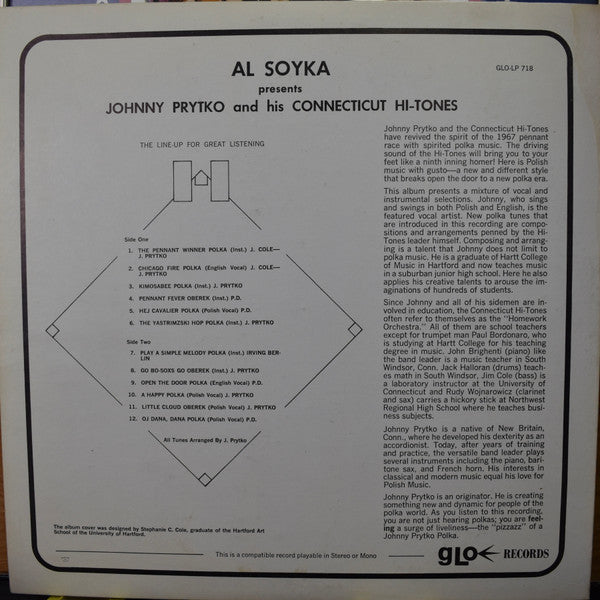 AL SOYKA
GLO-LP 718
presents
JOHNNY PRYTKO and his CONNECTICUT HI-TONES
THE LINE-UP FOR GREAT LISTENING
Side One
1. THE PENNANT WINNER POLKA (Inst.) J. COLE—
J. PRYTKO
2. CHICAGO FIRE POLKA (English Vocal) J. COLE—
J. PRYTKO
3. KIMOSABEE POLKA (Inst.) J. PRYTKO
4. PENNANT FEVER OBEREK (Inst.) P.D.
5. HEJ CAVALIER POLKA (Polish Vocal) P.D.
6. THE YASTRIMZSKI HOP POLKA (Inst.) J. PRYTKO
Side Two
7. PLAY A SIMPLE MELODY POLKA (Inst.) IRVING BER-
LIN
8. GO BO-SOXS GO OBEREK (Inst.) J. PRYTKO
9. OPEN THE DOOR POLKA (English Vocal) P.D.
10. A HAPPY POLKA (Polish Vocal) J. PRYTKO
11. LITTLE CLOUD OBEREK (Polish Vocal) J. PRYTKO
12. OJ DANA, DANA POLKA (Polish Vocal) P.D.
All Tunes Arranged By J. Prytko
Johnny Prytko and the Connecticut Hi-Tones
have revived the spirit of the 1967 pennant
race with spirited polka music. The driving
sound of the Hi-Tones will bring you to your
feet like a ninth inning homer! Here is Polish
music with gusto—a new and different style
that breaks open the door to a new polka era.
This album presents a mixture of vocal and
instrumental selections. Johnny, who sings
and swings in both Polish and English, is the
featured vocal artist. New polka tunes that
are introduced in this recording are compo-
sitions and arrangements penned by the Hi-
Tones leader himself. Composing and arrang-
ing is a talent that Johnny does not limit to
polka music. He is a graduate of Hartt College
of Music in Hartford and now teaches music
in a suburban junior high school. Here he also
applies his creative talents to arouse the im-
aginations of hundreds of students.
Since Johnny and all of his sidemen are in-
volved in education, the Connecticut Hi-Tones
often refer to themselves as the "Homework
Orchestra." All of them are school teachers
except for trumpet man Paul Bordonaro, who
is studying at Hartt College for his teaching
degree in music. John Brighenti (piano) like
the band leader is a music teacher in South
Windsor, Conn. Jack Halloran (drums) teach-
es math in South Windsor, Jim Cole (bass) is
a laboratory instructor at the University of
Connecticut and Rudy Wojnarowicz (clarinet
and sax) carries a hickory stick at Northwest
Regional High School where he teaches busi-
ness subjects.
Johnny Prytko is a native of New Britain,
Conn., where he developed his dexterity as an
accordionist. Today, after years of training
and practice, the versatile band leader plays
several instruments including the piano, bari-
tone sax, and French horn. His interests in
classical and modern music equal his love for
Polish Music.
Johnny Prytko is an originator. He is creating
something new and dynamic for people of the
polka world. As you listen to this recording,
you are not just hearing polkas; you are feel-
ing a surge of liveliness—the "pizzazz" of a
Johnny Prytko Polka.
The album cover was designed by Stephanie C. Cole, graduate of the Hartford Art
School of the University of Hartford.
This is a compatible record playable in Stereo or Mono
GLO RECORDS